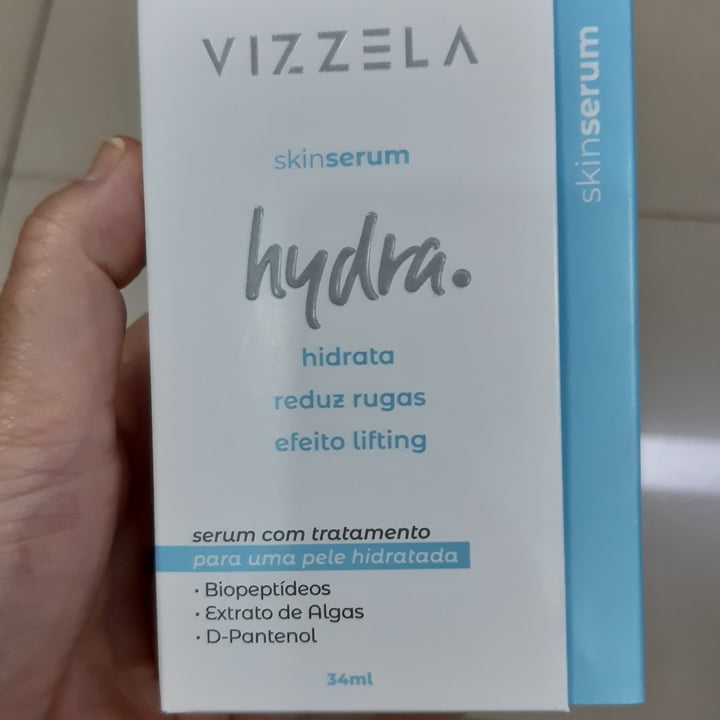 VIZZELA
skinserum
hydra.
hidrata
reduz rugas
efeito lifting
serum com tratamento
para uma pele hidratada
· Biopeptídeos
· Extrato de Algas
· D-Pantenol
34ml
skinserum